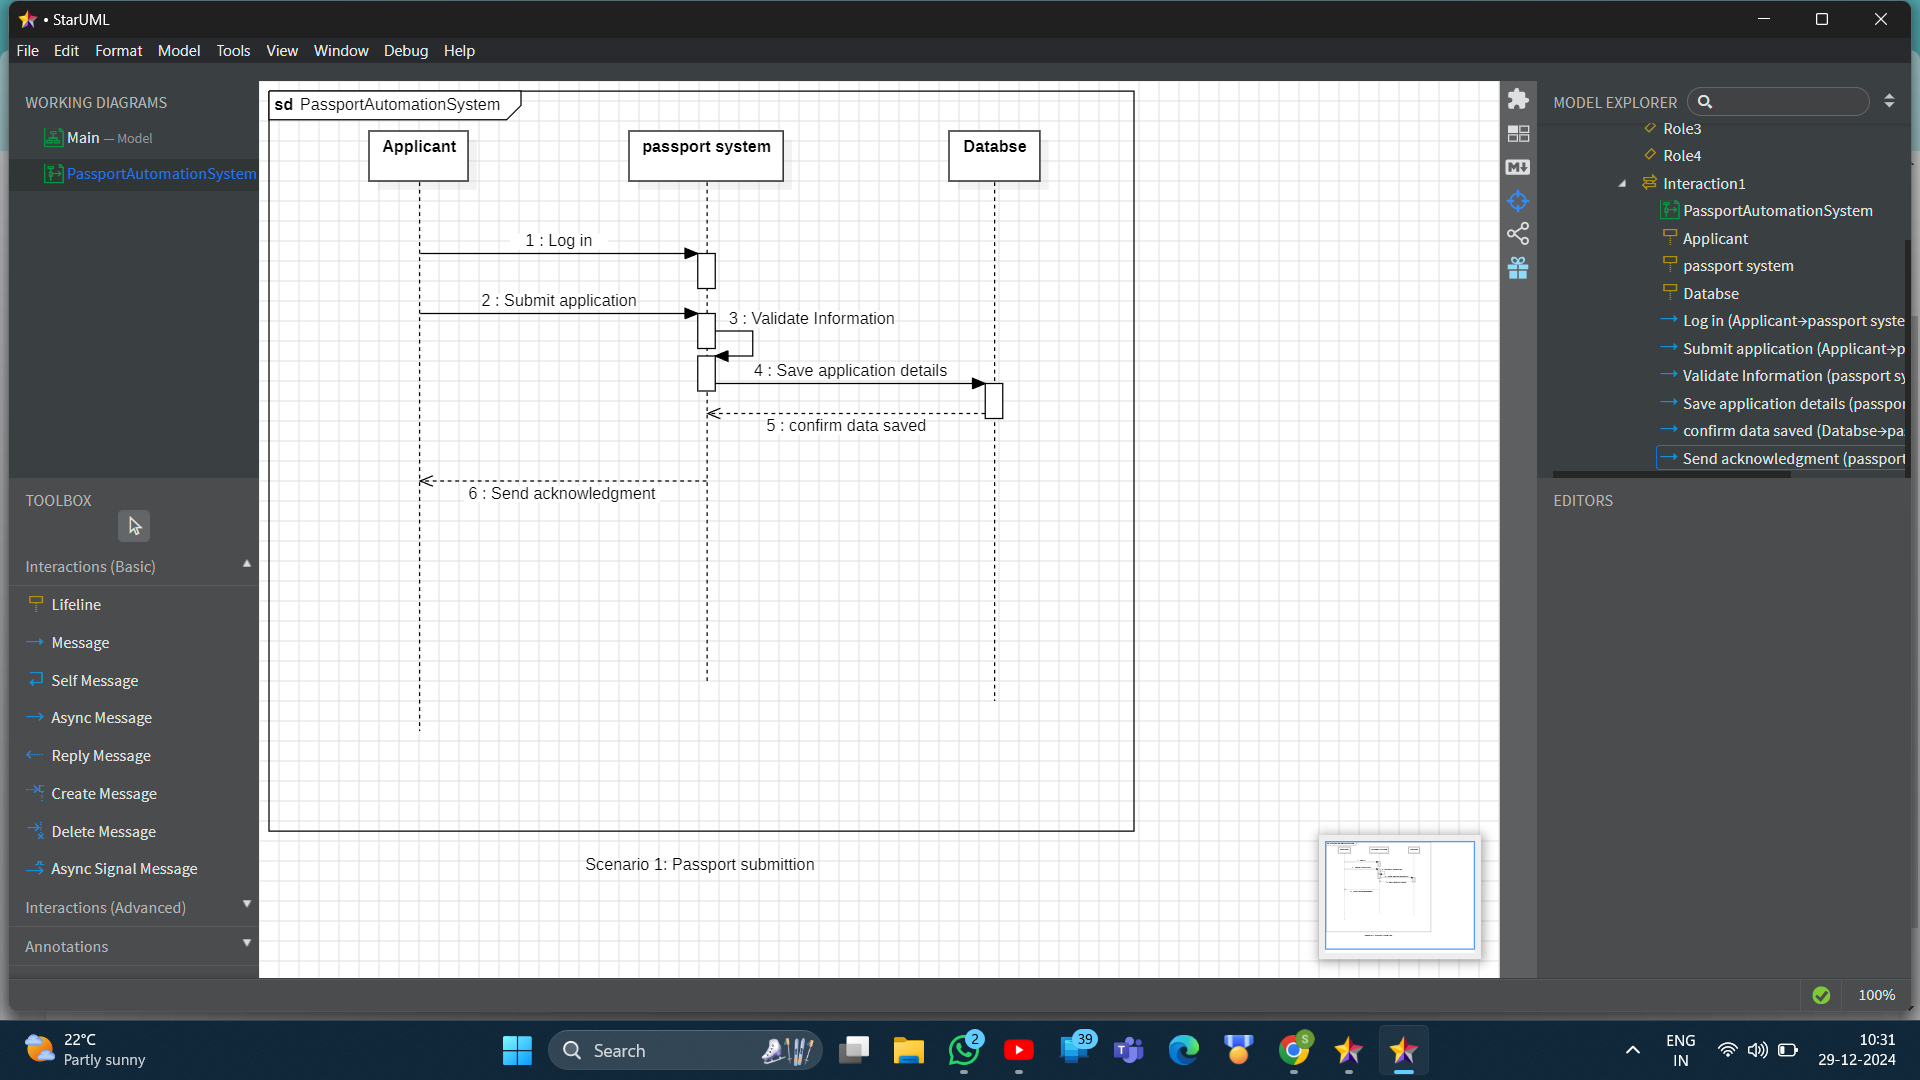 • StarUML
File Edit Format Model Tools View Window Debug Help
WORKING DIAGRAMS
Main — Model
PassportAutomationSystem
TOOLBOX
Interactions (Basic)
Lifeline
Message
Self Message
Async Message
Reply Message
Create Message
Delete Message
Async Signal Message
Interactions (Advanced)
Annotations
sd PassportAutomationSystem
Applicant
passport system
Databse
1 : Log in
2 : Submit application
3 : Validate Information
4 : Save application details
5 : confirm data saved
6 : Send acknowledgment
Scenario 1: Passport submittion
MODEL EXPLORER
Role3
Role4
Interaction1
PassportAutomationSystem
Applicant
passport system
Databse
Log in (Applicant→passport syste
Submit application (Applicant→p
Validate Information (passport sy
Save application details (passpor
confirm data saved (Databse→pa
Send acknowledgment (passport
EDITORS
100%
22°C
Partly sunny
Search
2
39
S
ENG
IN
10:31
29-12-2024